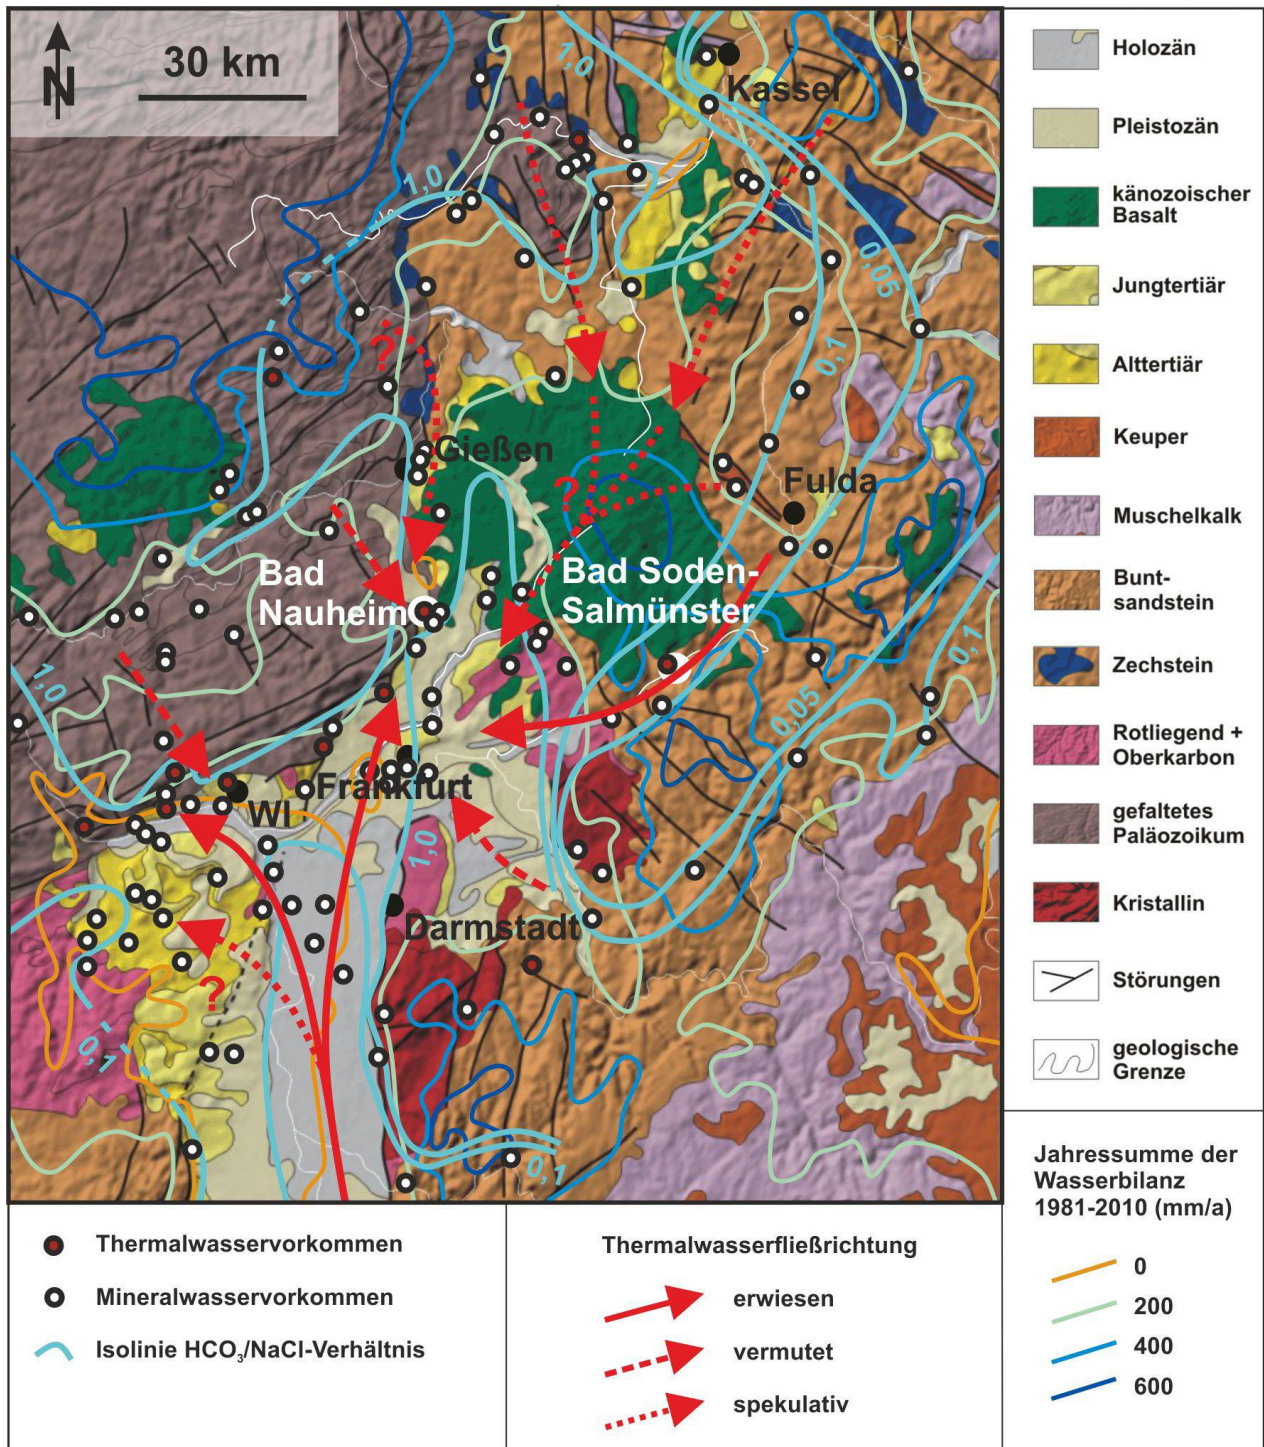 N
30 km
1,0
Kassel
1,0
0,05
?
0,1
Gießen
?
Fulda
Bad
Nauheim
Bad Soden-
Salmünster
1,0
0,1
0,05
Frankfurt
WI
1,0
Darmstadt
?
0,1
0,1
Holozän
Pleistozän
känozoischer
Basalt
Jungtertiär
Alttertiär
Keuper
Muschelkalk
Bunt-
sandstein
Zechstein
Rotliegend +
Oberkarbon
gefaltetes
Paläozoikum
Kristallin
Störungen
geologische
Grenze
Jahressumme der
Wasserbilanz
1981-2010 (mm/a)
0
200
400
600
Thermalwasservorkommen
Mineralwasservorkommen
Isolinie HCO₃/NaCl-Verhältnis
Thermalwasserfließrichtung
erwiesen
vermutet
spekulativ